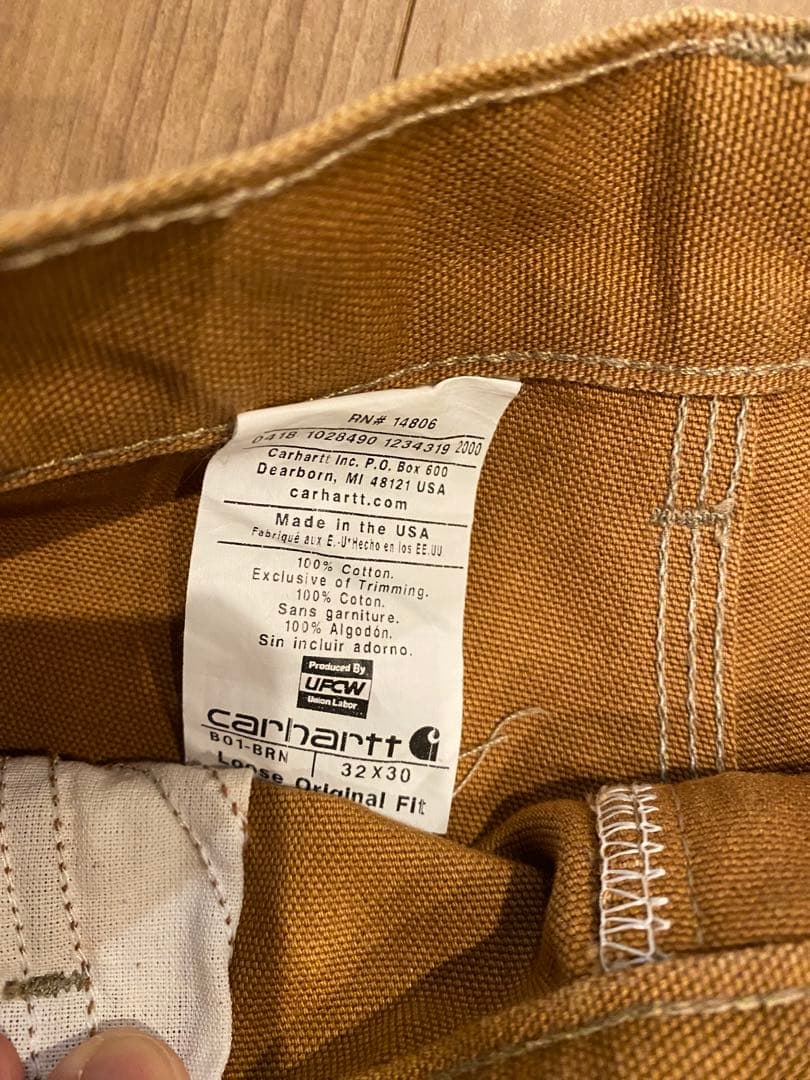 RN# 14806
0418 1028490 1234319 2000
Carhartt Inc. P.O. Box 600
Dearborn, MI 48121 USA
carhartt.com
Made in the USA
Fabriqué aux É.-U*Hecho en los EE.UU
100% Cotton.
Exclusive of Trimming.
100% Coton.
Sans garniture.
100% Algodón.
Sin incluir adorno.
Produced By
UFCW
Union Labor
carhartt
B01-BRN 32X30
Loose Original Fit